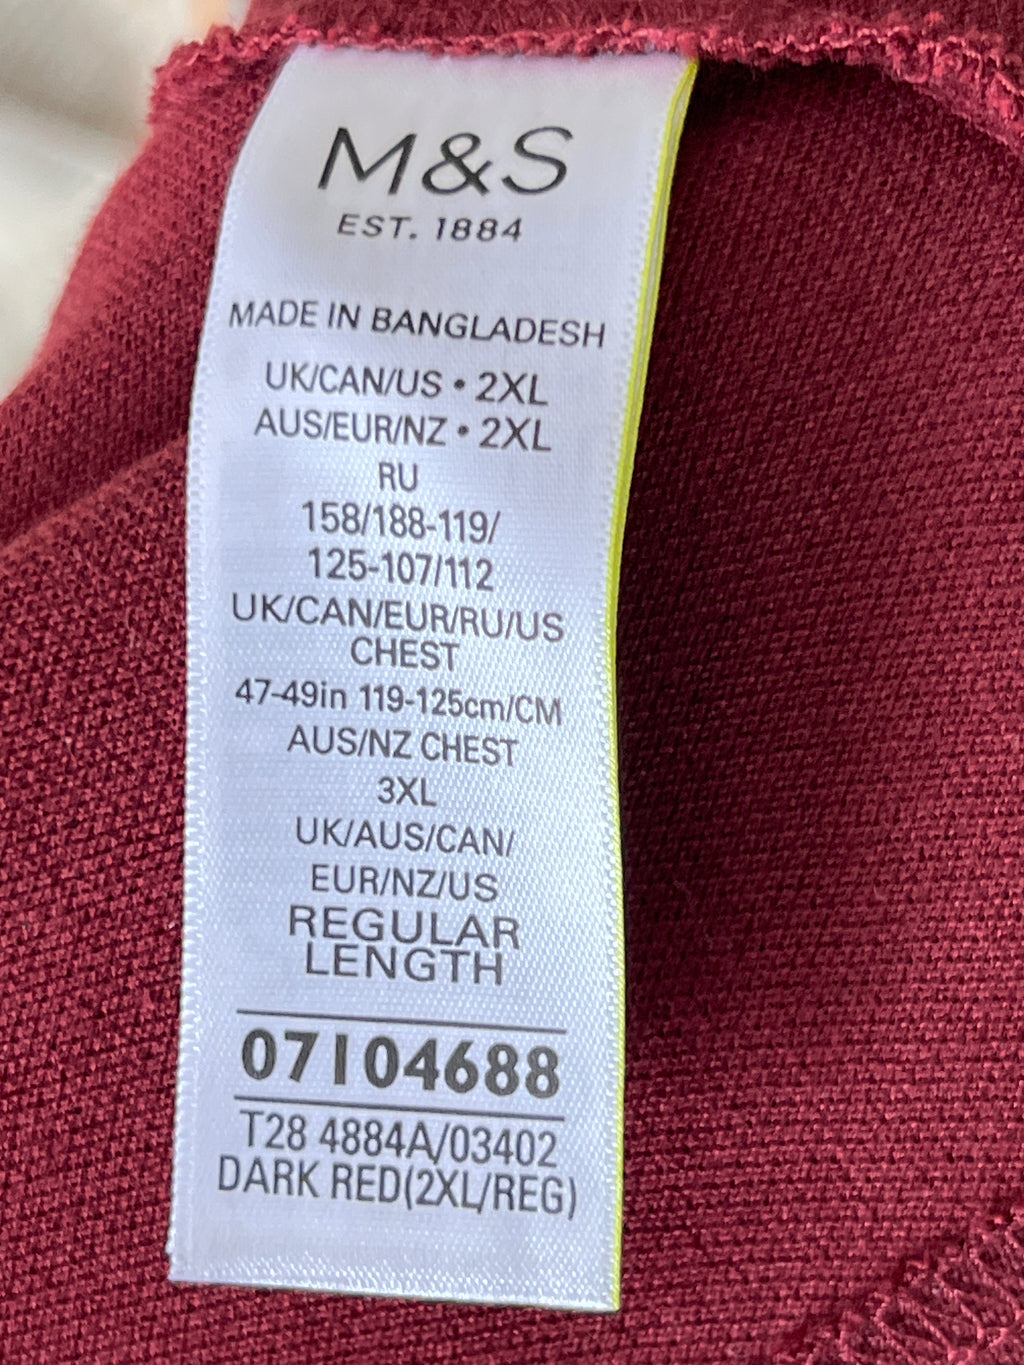 M&S
EST. 1884
MADE IN BANGLADESH
UK/CAN/US • 2XL
AUS/EUR/NZ • 2XL
RU
158/188-119/
125-107/112
UK/CAN/EUR/RU/US
CHEST
47-49in 119-125cm/CM
AUS/NZ CHEST
3XL
UK/AUS/CAN/
EUR/NZ/US
REGULAR
LENGTH
07104688
T28 4884A/03402
DARK RED(2XL/REG)